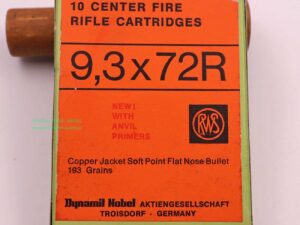 10 CENTER FIRE
RIFLE CARTRIDGES
9,3x72R
NEW!
WITH
ANVIL
PRIMERS
RWS
Copper Jacket Soft Point Flat Nose Bullet
193 Grains
Dynamit Nobel AKTIENGESELLSCHAFT
TROISDORF - GERMANY